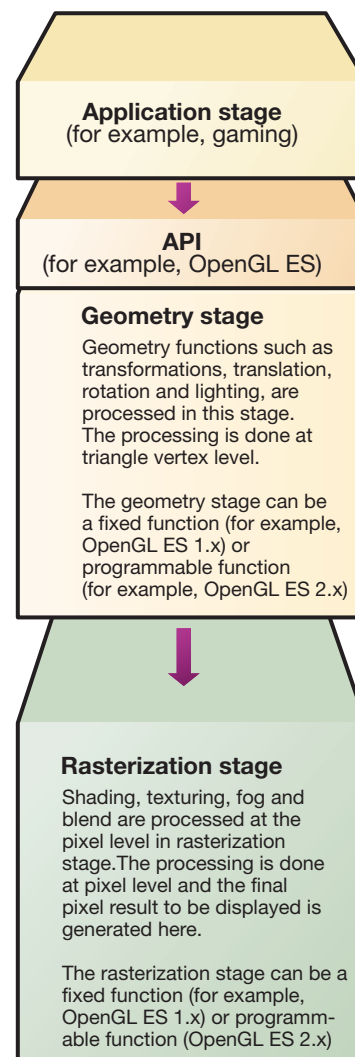 Application stage
(for example, gaming)
API
(for example, OpenGL ES)
Geometry stage
Geometry functions such as
transformations, translation,
rotation and lighting, are
processed in this stage.
The processing is done at
triangle vertex level.
The geometry stage can be
a fixed function (for example,
OpenGL ES 1.x) or
programmable function
(for example, OpenGL ES 2.x)
Rasterization stage
Shading, texturing, fog and
blend are processed at the
pixel level in rasterization
stage.The processing is done
at pixel level and the final
pixel result to be displayed is
generated here.
The rasterization stage can be a
fixed function (for example,
OpenGL ES 1.x) or programm-
able function (OpenGL ES 2.x)